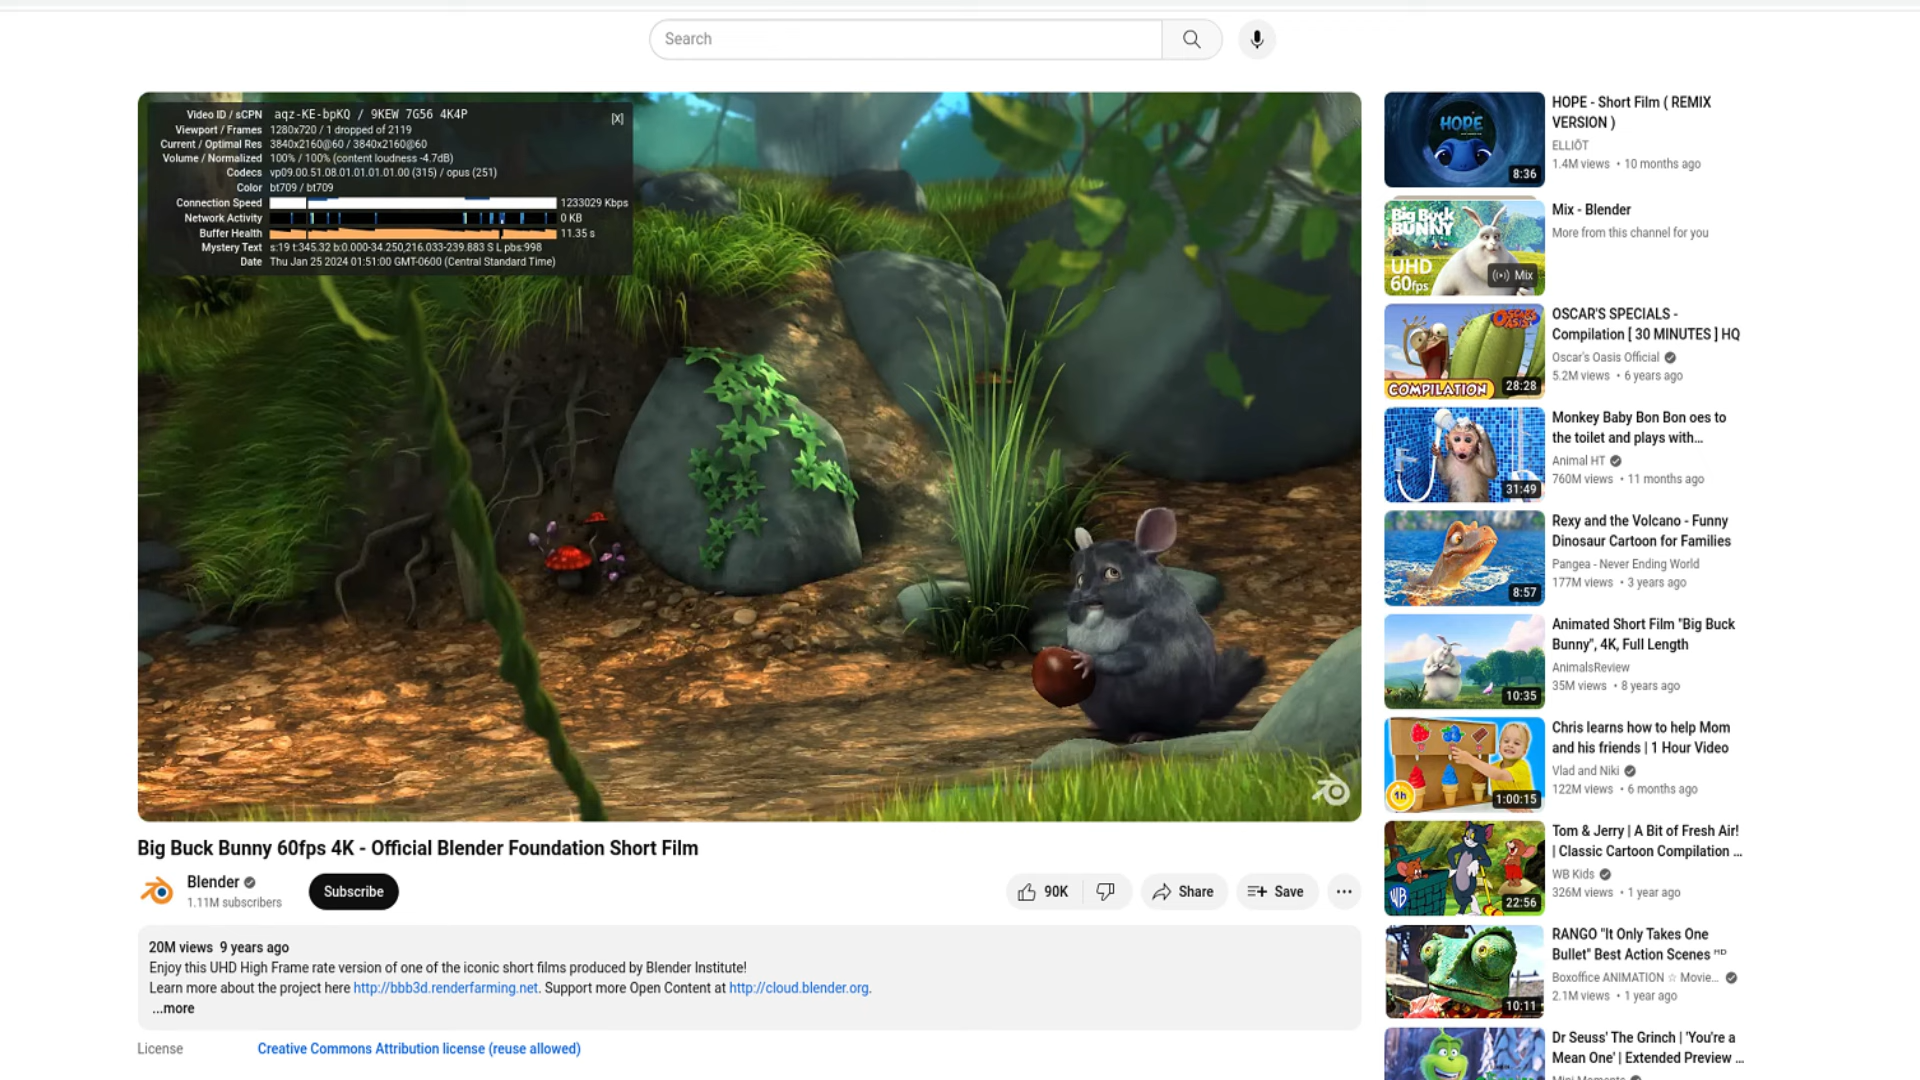 Search
Video ID / sCPN aqz-KE-bpKQ / 9KEW 7G56 4K4P
[X]
Viewport / Frames 1280x720 / 1 dropped of 2119
Current / Optimal Res 3840x2160@60 / 3840x2160@60
Volume / Normalized 100% / 100% (content loudness -4.7dB)
Codecs vp09.00.51.08.01.01.01.01.00 (315) / opus (251)
Color bt709 / bt709
Connection Speed 1233029 Kbps
Network Activity 0 KB
Buffer Health 11.35 s
Mystery Text s:19 t:345.32 b:0.000-34.250,216.033-239.883 S L pbs:998
Date Thu Jan 25 2024 01:51:00 GMT-0600 (Central Standard Time)
Big Buck Bunny 60fps 4K - Official Blender Foundation Short Film
Blender
1.11M subscribers
Subscribe
90K
Share
Save
20M views 9 years ago
Enjoy this UHD High Frame rate version of one of the iconic short films produced by Blender Institute!
Learn more about the project here http://bbb3d.renderfarming.net. Support more Open Content at http://cloud.blender.org.
...more
License
Creative Commons Attribution license (reuse allowed)
HOPE
8:36
HOPE - Short Film ( REMIX
VERSION )
ELLIØT
1.4M views • 10 months ago
Big Buck
BUNNY
UHD
60fps
Mix
Mix - Blender
More from this channel for you
OSCAR'S OASIS
COMPILATION
28:28
OSCAR'S SPECIALS -
Compilation [ 30 MINUTES ] HQ
Oscar's Oasis Official
5.2M views • 6 years ago
31:49
Monkey Baby Bon Bon oes to
the toilet and plays with...
Animal HT
760M views • 11 months ago
8:57
Rexy and the Volcano - Funny
Dinosaur Cartoon for Families
Pangea - Never Ending World
177M views • 3 years ago
10:35
Animated Short Film "Big Buck
Bunny", 4K, Full Length
AnimalsReview
35M views • 8 years ago
1h
1:00:15
Chris learns how to help Mom
and his friends | 1 Hour Video
Vlad and Niki
122M views • 6 months ago
WB
22:56
Tom & Jerry | A Bit of Fresh Air!
| Classic Cartoon Compilation ...
WB Kids
326M views • 1 year ago
10:11
RANGO "It Only Takes One
Bullet" Best Action Scenes ᴴᴰ
Boxoffice ANIMATION ☆ Movie...
2.1M views • 1 year ago
Dr Seuss' The Grinch | 'You're a
Mean One' | Extended Preview ...